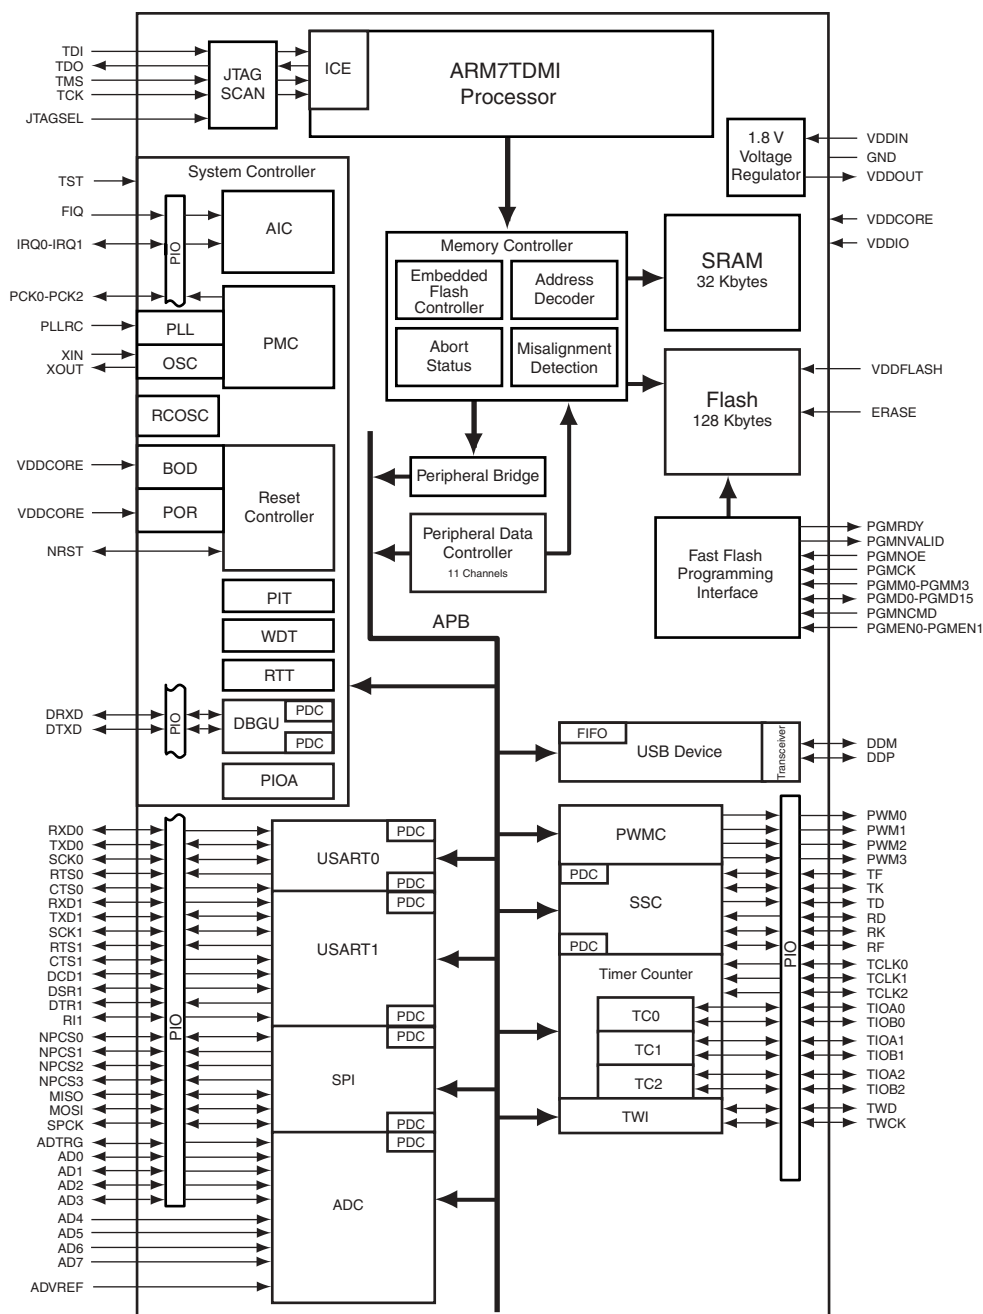 TDI
TDO
TMS
TCK
JTAGSEL
JTAG
SCAN
ICE
ARM7TDMI
Processor
1.8 V
Voltage
Regulator
VDDIN
GND
VDDOUT
VDDCORE
VDDIO
System Controller
TST
FIQ
IRQ0-IRQ1
PIO
AIC
PCK0-PCK2
PLLRC
PLL
XIN
XOUT
OSC
PMC
RCOSC
VDDCORE
BOD
VDDCORE
POR
Reset
Controller
NRST
PIT
WDT
RTT
DRXD
DTXD
PIO
DBGU
PDC
PDC
PIOA
Memory Controller
Embedded
Flash
Controller
Address
Decoder
Abort
Status
Misalignment
Detection
SRAM
32 Kbytes
Flash
128 Kbytes
VDDFLASH
ERASE
Peripheral Bridge
Peripheral Data
Controller
11 Channels
APB
Fast Flash
Programming
Interface
PGMRDY
PGMNVALID
PGMNOE
PGMCK
PGMM0-PGMM3
PGMD0-PGMD15
PGMNCMD
PGMEN0-PGMEN1
FIFO
USB Device
Transceiver
DDM
DDP
RXD0
TXD0
SCK0
RTS0
CTS0
RXD1
TXD1
SCK1
RTS1
CTS1
DCD1
DSR1
DTR1
RI1
NPCS0
NPCS1
NPCS2
NPCS3
MISO
MOSI
SPCK
ADTRG
AD0
AD1
AD2
AD3
AD4
AD5
AD6
AD7
ADVREF
PIO
PDC
USART0
PDC
PDC
USART1
PDC
PDC
SPI
PDC
PDC
ADC
PWMC
PDC
SSC
PDC
Timer Counter
TC0
TC1
TC2
TWI
PIO
PWM0
PWM1
PWM2
PWM3
TF
TK
TD
RD
RK
RF
TCLK0
TCLK1
TCLK2
TIOA0
TIOB0
TIOA1
TIOB1
TIOA2
TIOB2
TWD
TWCK